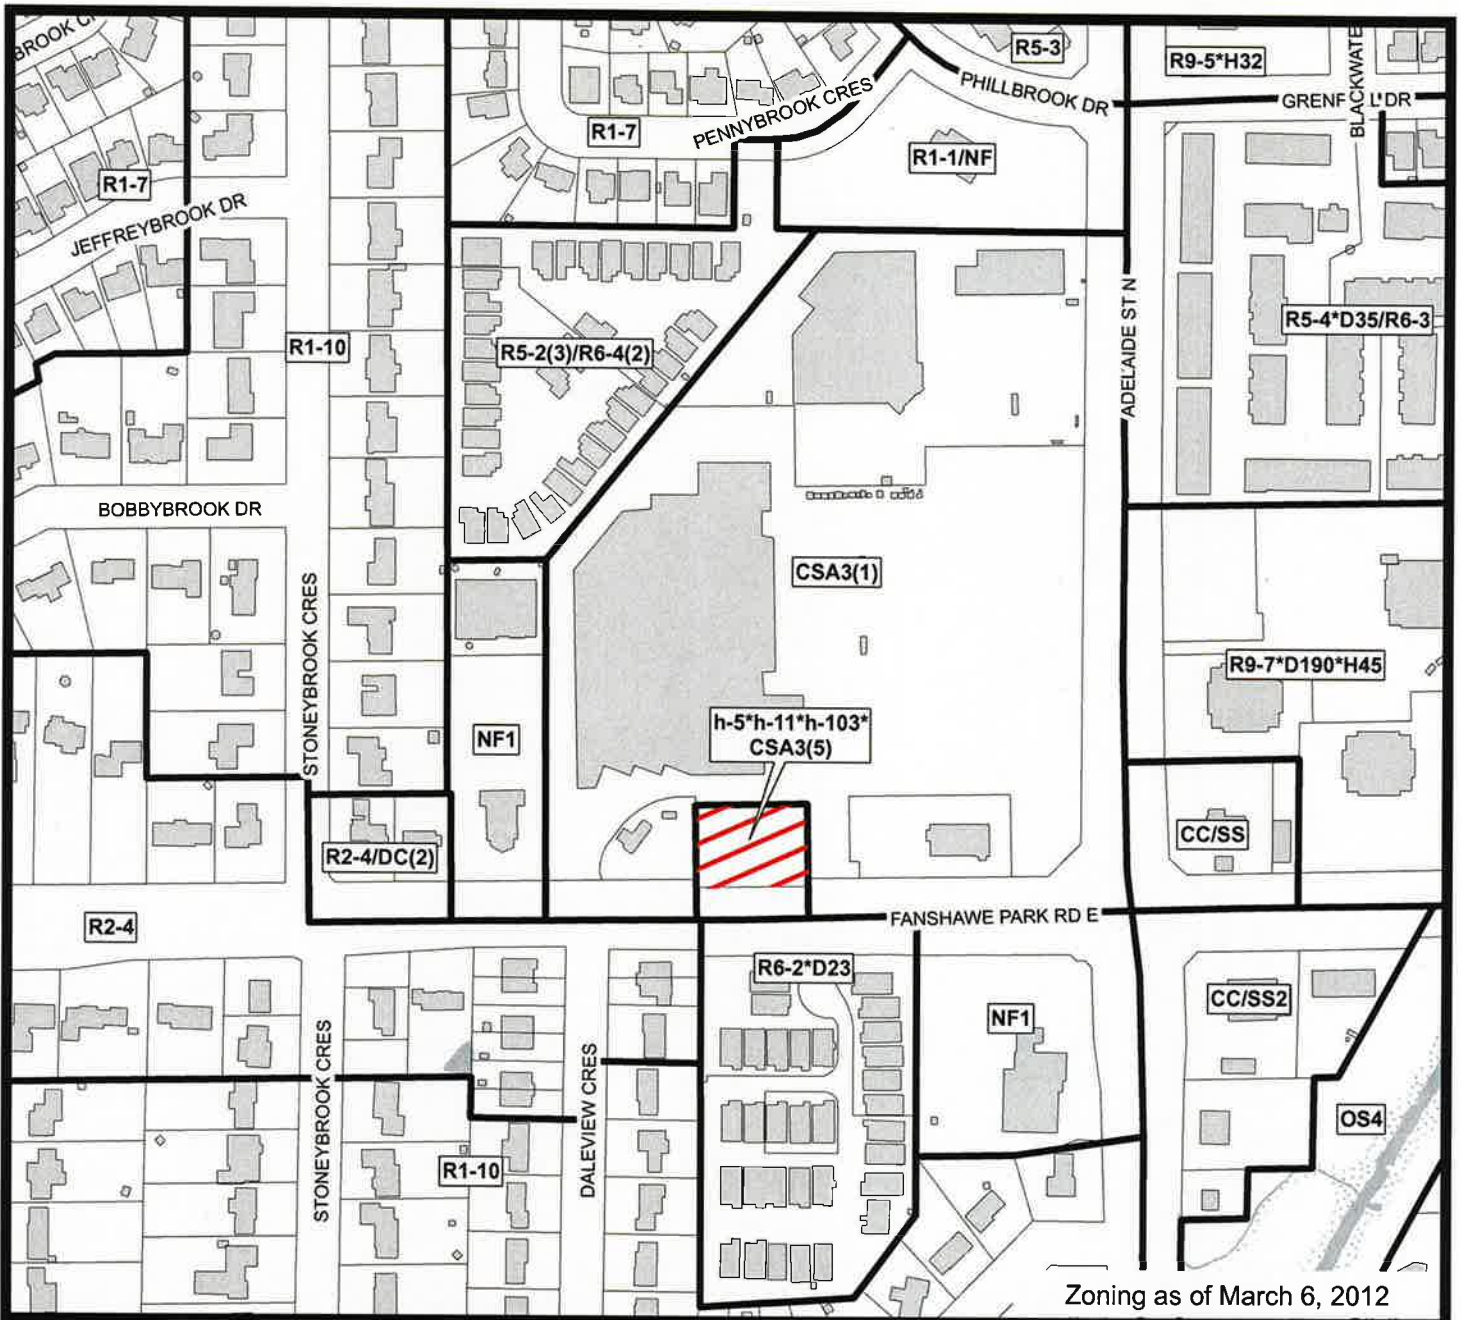 BROOK CR
R1-7
JEFFREYBROOK DR
R1-10
BOBBYBROOK DR
STONEYBROOK CRES
R1-7
PENNYBROOK CRES
R5-3
PHILLBROOK DR
R9-5*H32
BLACKWATE
GRENF L DR
R1-1/NF
ADELAIDE ST N
R5-4*D35/R6-3
R5-2(3)/R6-4(2)
CSA3(1)
R9-7*D190*H45
NF1
h-5*h-11*h-103*
CSA3(5)
R2-4/DC(2)
CC/SS
R2-4
FANSHAWE PARK RD E
R6-2*D23
NF1
CC/SS2
STONEYBROOK CRES
DALEVIEW CRES
R1-10
OS4
Zoning as of March 6, 2012